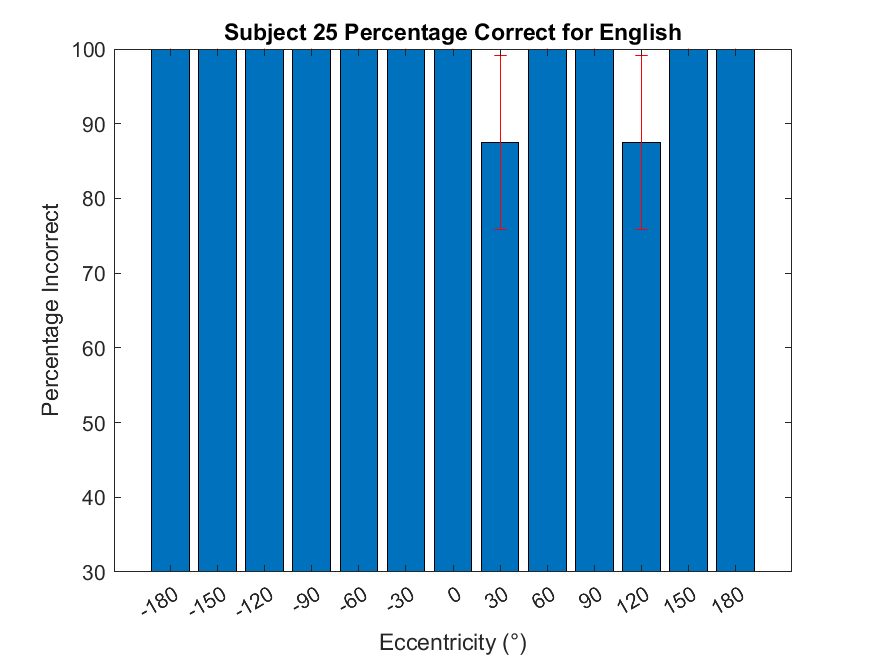 Subject 25 Percentage Correct for English
Percentage Incorrect
100
90
80
70
60
50
40
30
-180 -150 -120 -90 -60 -30 0 30 60 90 120 150 180
Eccentricity (°)